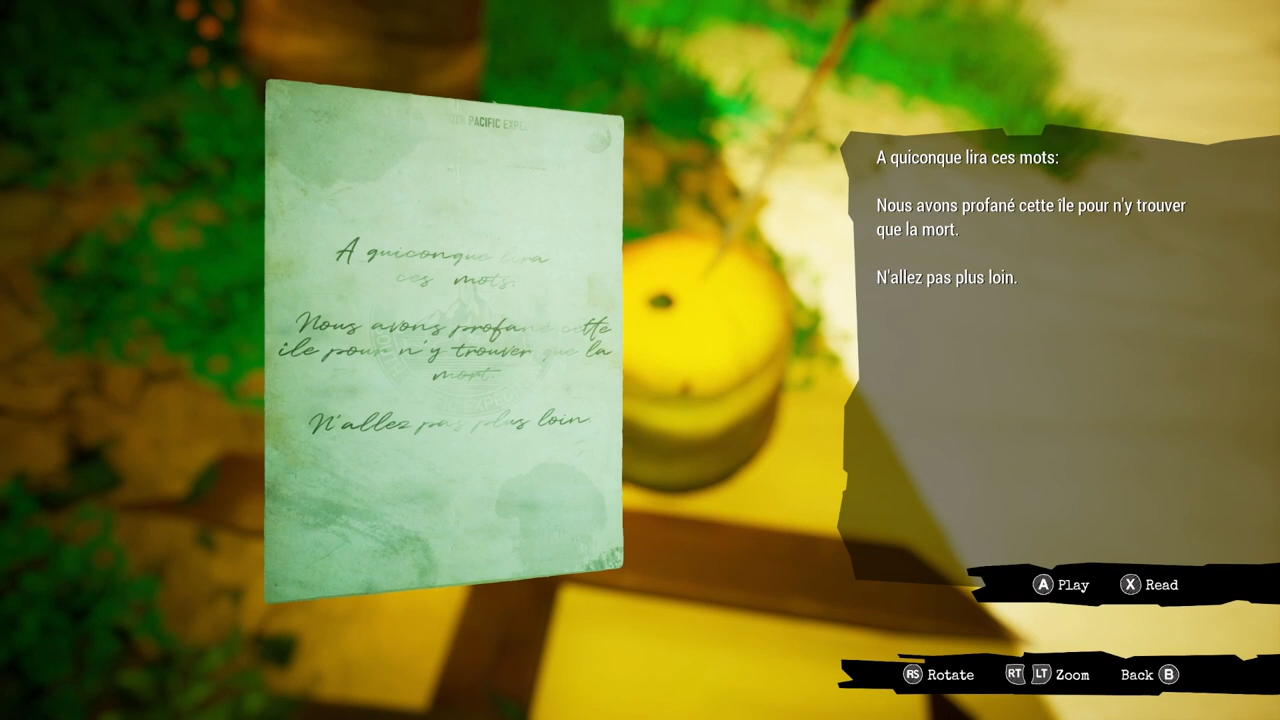 PACIFIC
A quiconque lira
ces mots:
Nous avons profané cette
île pour n'y trouver que la
mort.
N'allez pas plus loin.
A quiconque lira ces mots:
Nous avons profané cette île pour n'y trouver
que la mort.
N'allez pas plus loin.
A Play X Read
RS Rotate RT LT Zoom Back B